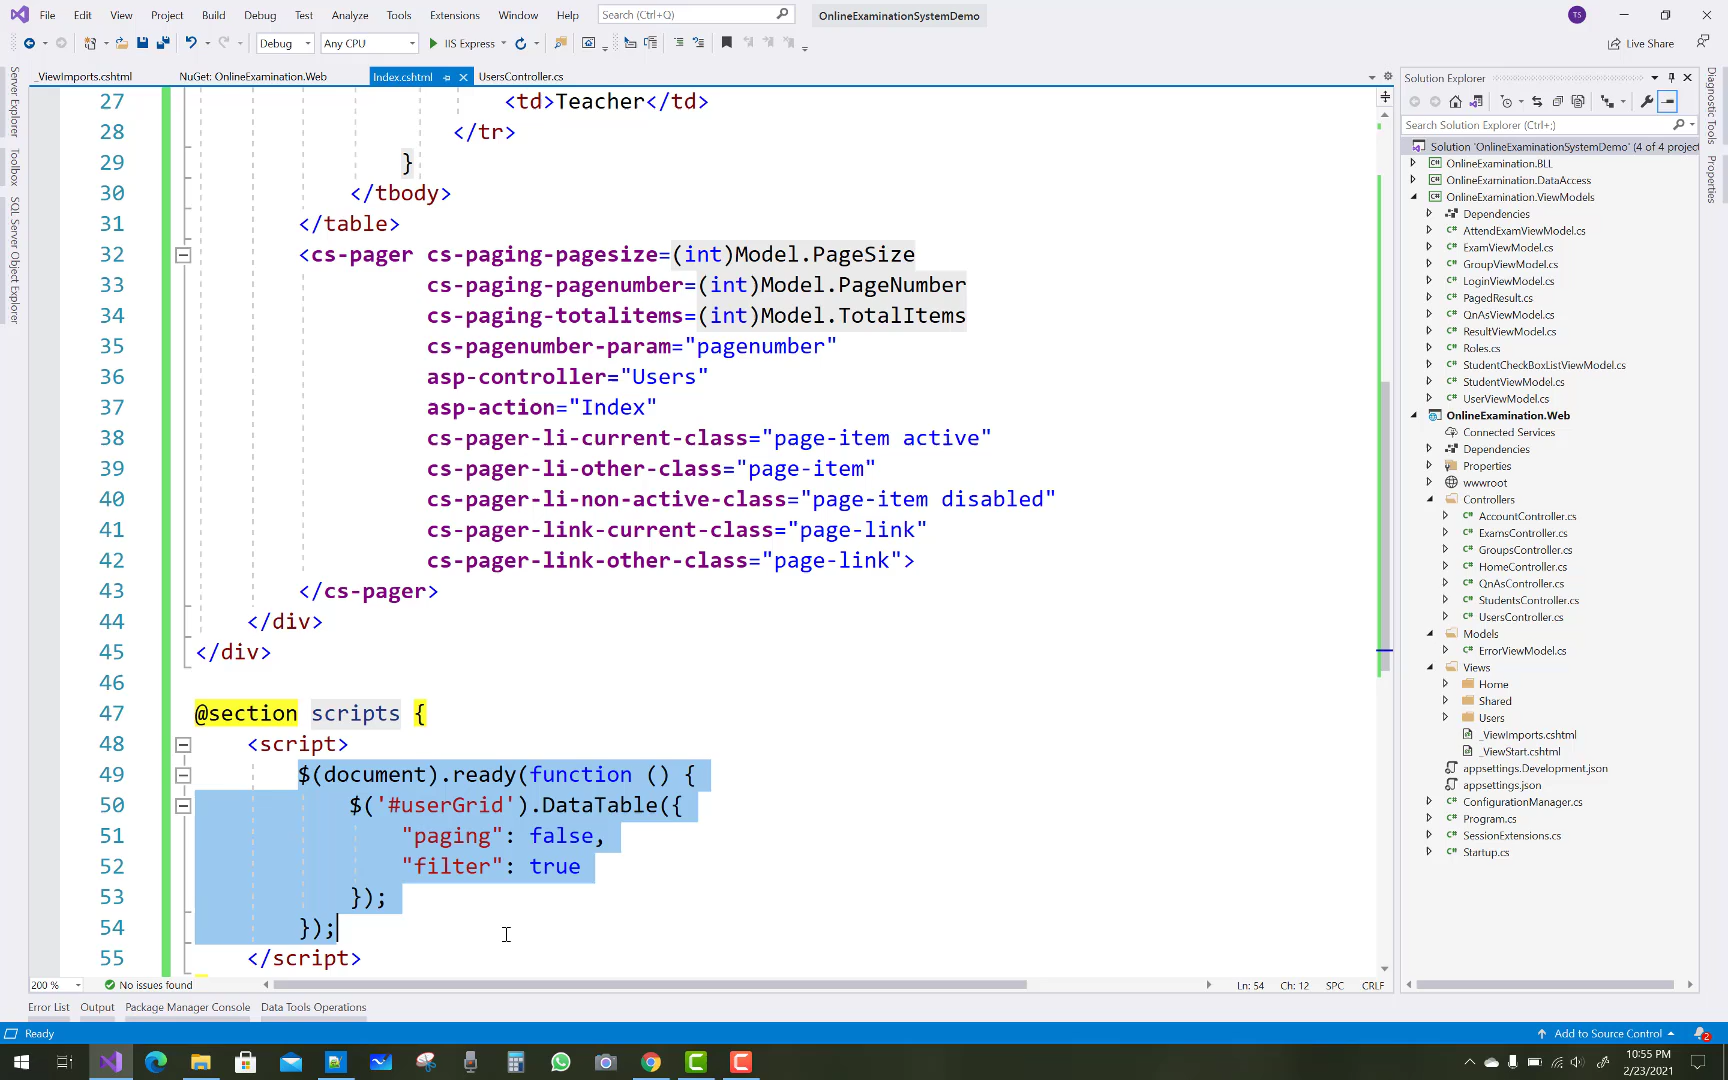 File Edit View Project Build Debug Test Analyze Tools Extensions Window Help Search (Ctrl+Q) OnlineExaminationSystemDemo TS
Debug Any CPU IIS Express Live Share
_ViewImports.cshtml NuGet: OnlineExamination.Web Index.cshtml UsersController.cs
Server Explorer
Toolbox
SQL Server Object Explorer
27 <td>Teacher</td>
28 </tr>
29 }
30 </tbody>
31 </table>
32 <cs-pager cs-paging-pagesize=(int)Model.PageSize
33 cs-paging-pagenumber=(int)Model.PageNumber
34 cs-paging-totalitems=(int)Model.TotalItems
35 cs-pagenumber-param="pagenumber"
36 asp-controller="Users"
37 asp-action="Index"
38 cs-pager-li-current-class="page-item active"
39 cs-pager-li-other-class="page-item"
40 cs-pager-li-non-active-class="page-item disabled"
41 cs-pager-link-current-class="page-link"
42 cs-pager-link-other-class="page-link">
43 </cs-pager>
44 </div>
45 </div>
46
47 @section scripts {
48 <script>
49 $(document).ready(function () {
50 $('#userGrid').DataTable({
51 "paging": false,
52 "filter": true
53 });
54 });
55 </script>
200 % No issues found Ln: 54 Ch: 12 SPC CRLF
Solution Explorer
Search Solution Explorer (Ctrl+;)
Solution 'OnlineExaminationSystemDemo' (4 of 4 project
OnlineExamination.BLL
OnlineExamination.DataAccess
OnlineExamination.ViewModels
Dependencies
AttendExamViewModel.cs
ExamViewModel.cs
GroupViewModel.cs
LoginViewModel.cs
PagedResult.cs
QnAsViewModel.cs
ResultViewModel.cs
Roles.cs
StudentCheckBoxListViewModel.cs
StudentViewModel.cs
UserViewModel.cs
OnlineExamination.Web
Connected Services
Dependencies
Properties
wwwroot
Controllers
AccountController.cs
ExamsController.cs
GroupsController.cs
HomeController.cs
QnAsController.cs
StudentsController.cs
UsersController.cs
Models
ErrorViewModel.cs
Views
Home
Shared
Users
_ViewImports.cshtml
_ViewStart.cshtml
appsettings.Development.json
appsettings.json
ConfigurationManager.cs
Program.cs
SessionExtensions.cs
Startup.cs
Diagnostic Tools
Properties
Error List Output Package Manager Console Data Tools Operations
Ready Add to Source Control 2
10:55 PM
2/23/2021